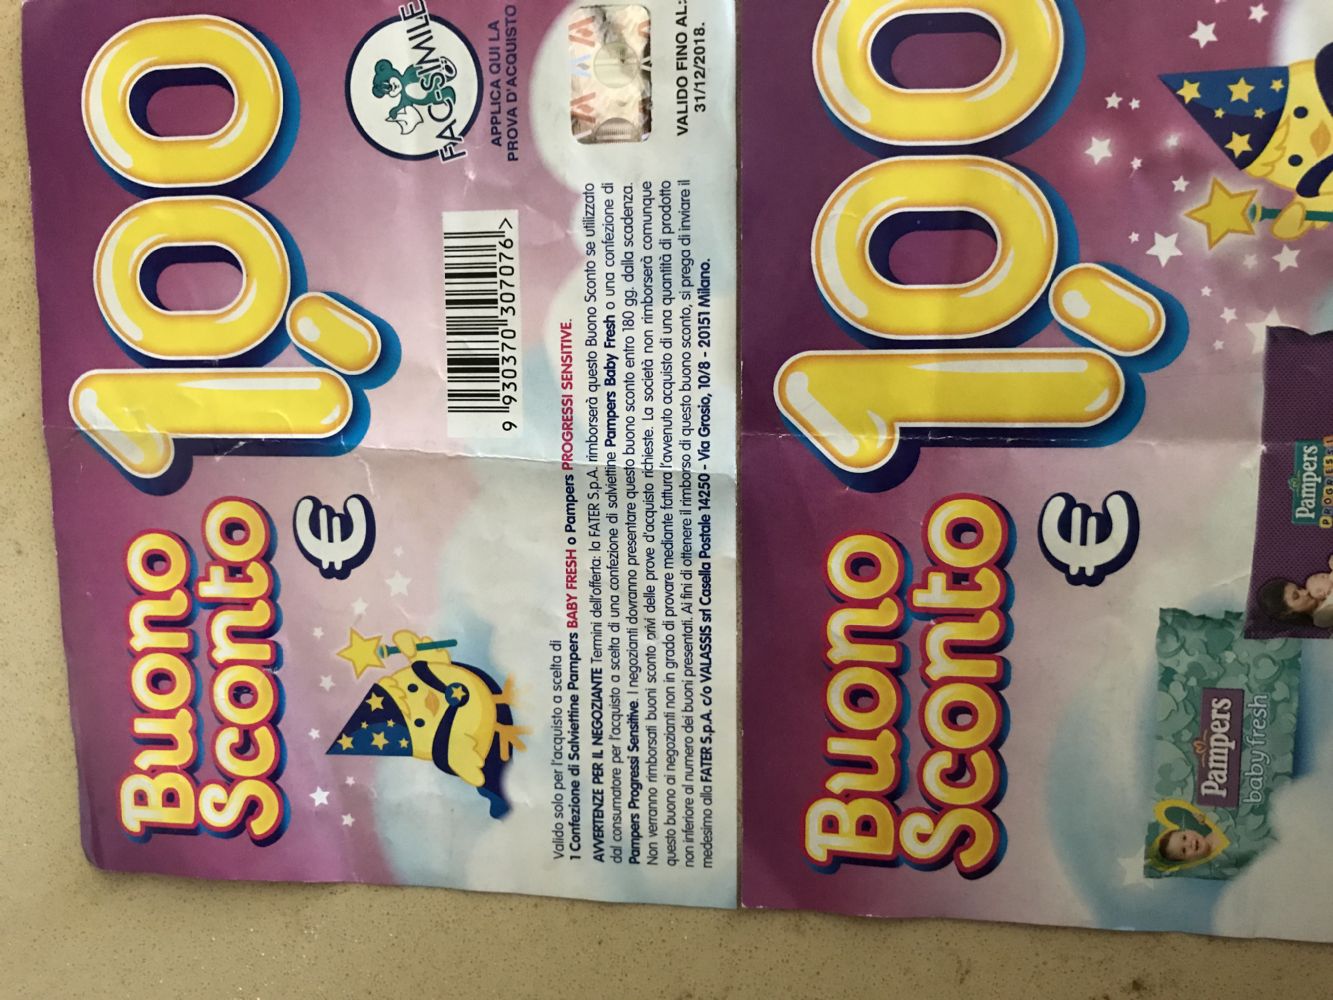 Buono
Sconto
€
1,00
FAC-SIMILE
APPLICA QUI LA
PROVA D'ACQUISTO
9 930370 307076 >
VALIDO FINO AL:
31/12/2018.
Valido solo per l'acquisto a scelta di
1 Confezione di Salviettine Pampers BABY FRESH o Pampers PROGRESSI SENSITIVE.
AVVERTENZE PER IL NEGOZIANTE Termini dell'offerta: la FATER S.p.A. rimborserà questo Buono Sconto se utilizzato
dal consumatore per l'acquisto a scelta di una confezione di salviettine Pampers Baby Fresh o una confezione di
Pampers Progressi Sensitive. I negozianti dovranno presentare questo buono sconto entro 180 gg. dalla scadenza.
Non verranno rimborsati buoni sconto privi delle prove d'acquisto richieste. La società non rimborserà comunque
questo buono ai negozianti non in grado di provare mediante fattura l'avvenuto acquisto di una quantità di prodotto
non inferiore al numero dei buoni presentati. Ai fini di ottenere il rimborso di questo buono sconto, si prega di inviare il
medesimo alla FATER S.p.A. c/o VALASSIS srl Casella Postale 14250 - Via Grosio, 10/8 - 20151 Milano.
Buono
Sconto
€
1,00
Pampers
baby fresh
Pampers